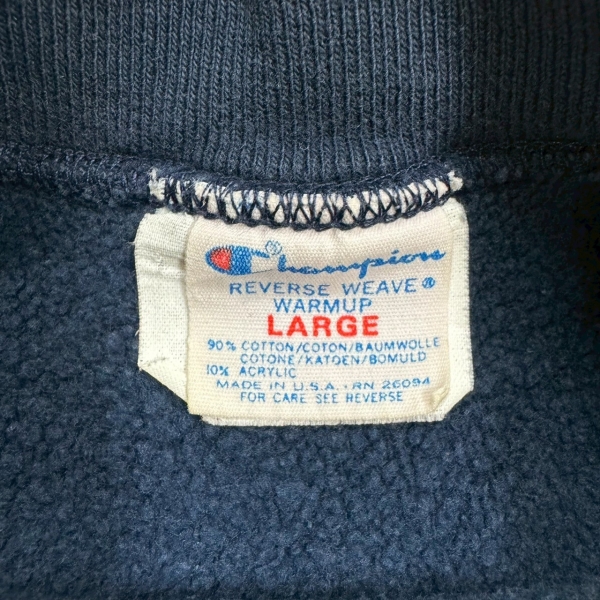 Champion
REVERSE WEAVE®
WARMUP
LARGE
90% COTTON/COTON/BAUMWOLLE
COTONE/KATOEN/BOMULD
10% ACRYLIC
MADE IN U.S.A. · RN 26094
FOR CARE SEE REVERSE